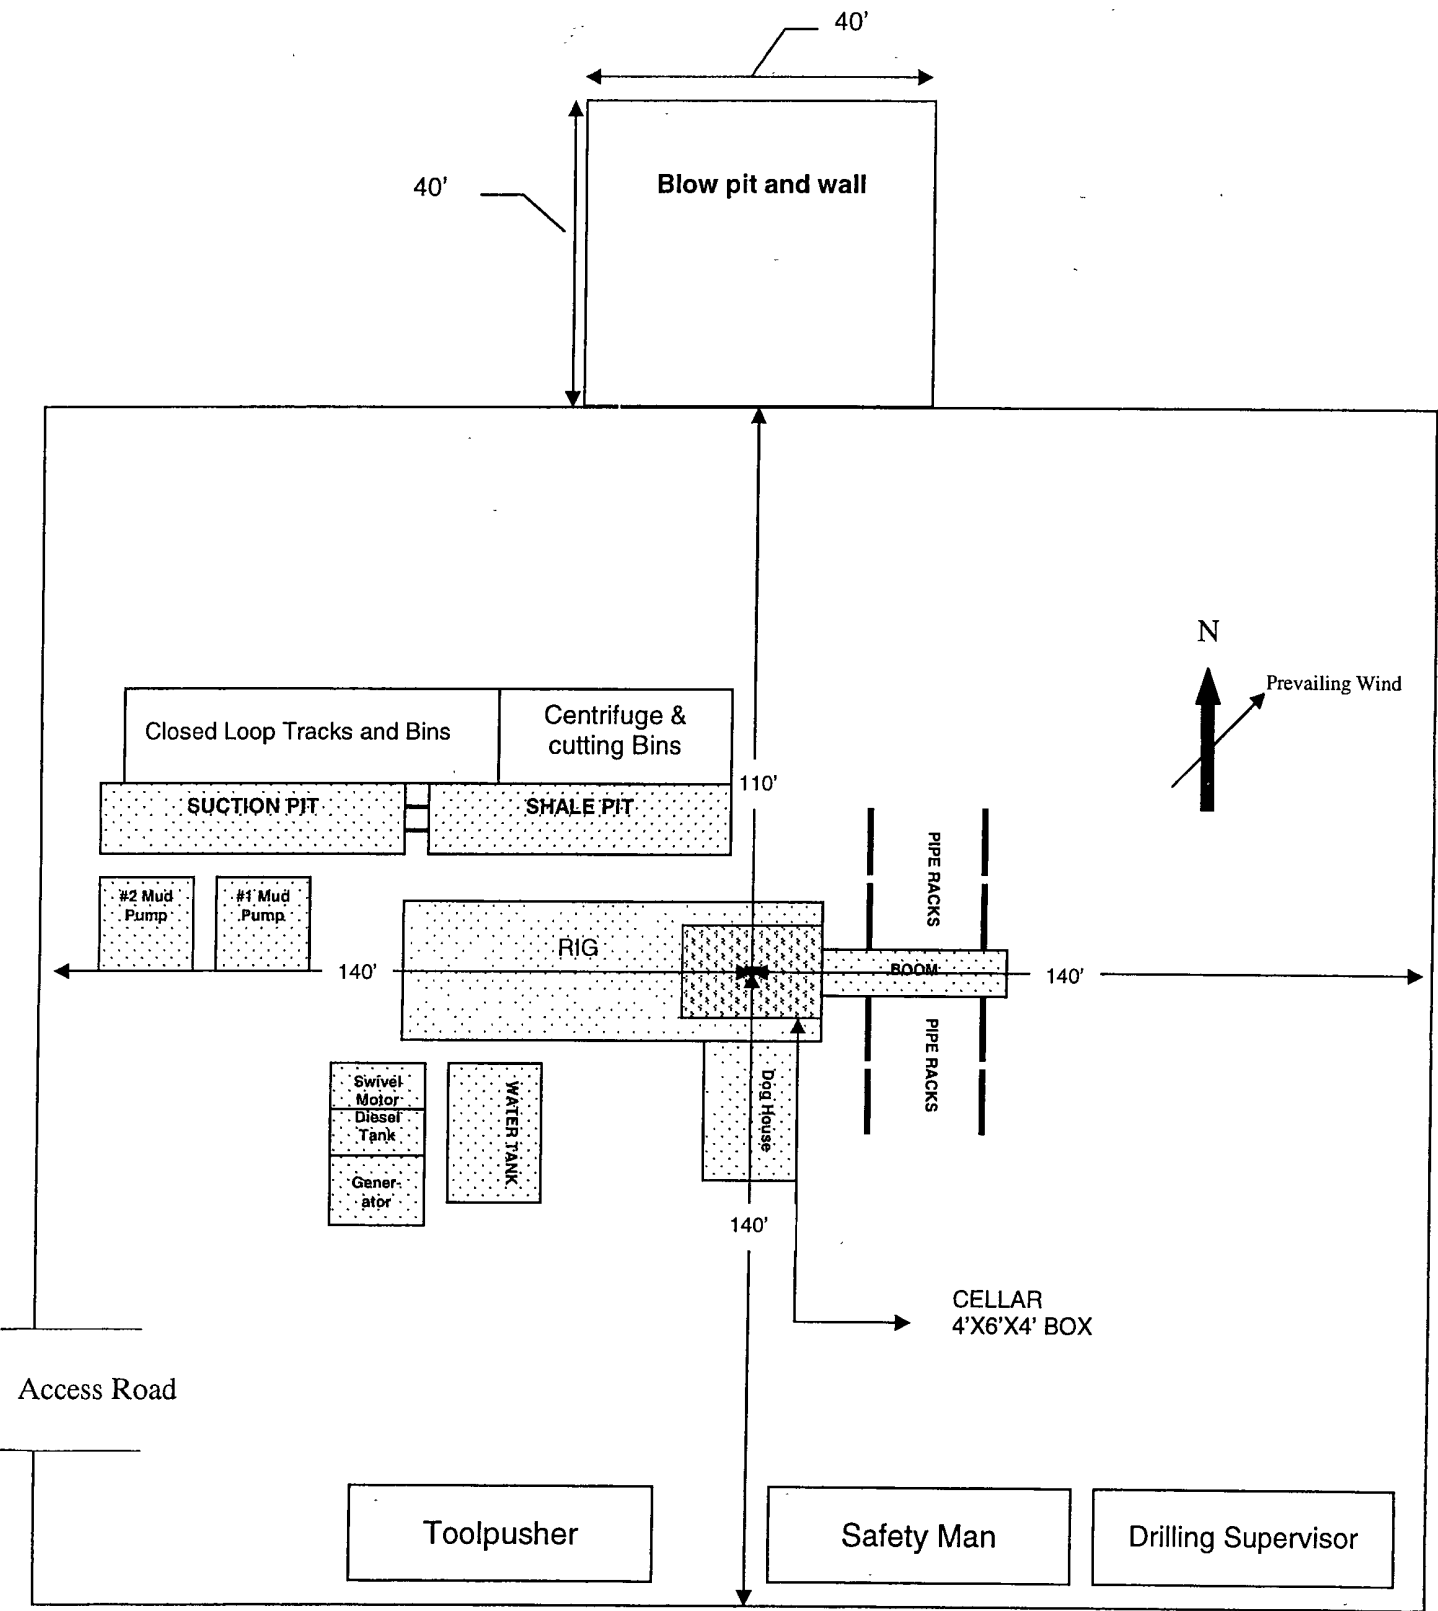 40'
40'
Blow pit and wall
N
Prevailing Wind
Closed Loop Tracks and Bins
Centrifuge &
cutting Bins
110'
SUCTION PIT
SHALE PIT
PIPE RACKS
#2 Mud
Pump
#1 Mud
Pump
RIG
140'
BOOM
140'
PIPE RACKS
Swivel
Motor
Diesel
Tank
Gener-
ator
WATER TANK
Dog House
140'
CELLAR
4'X6'X4' BOX
Access Road
Toolpusher
Safety Man
Drilling Supervisor